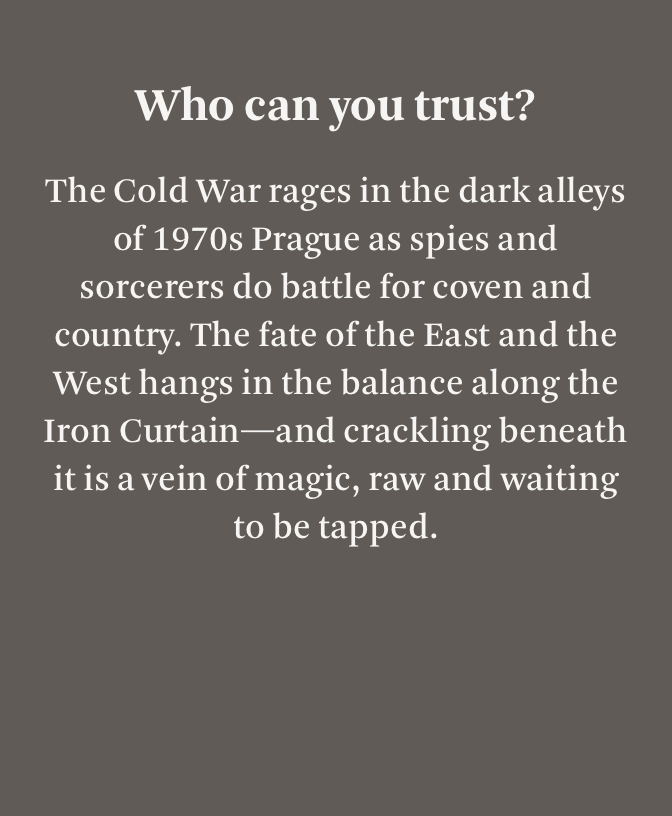 Who can you trust?
The Cold War rages in the dark alleys
of 1970s Prague as spies and
sorcerers do battle for coven and
country. The fate of the East and the
West hangs in the balance along the
Iron Curtain—and crackling beneath
it is a vein of magic, raw and waiting
to be tapped.